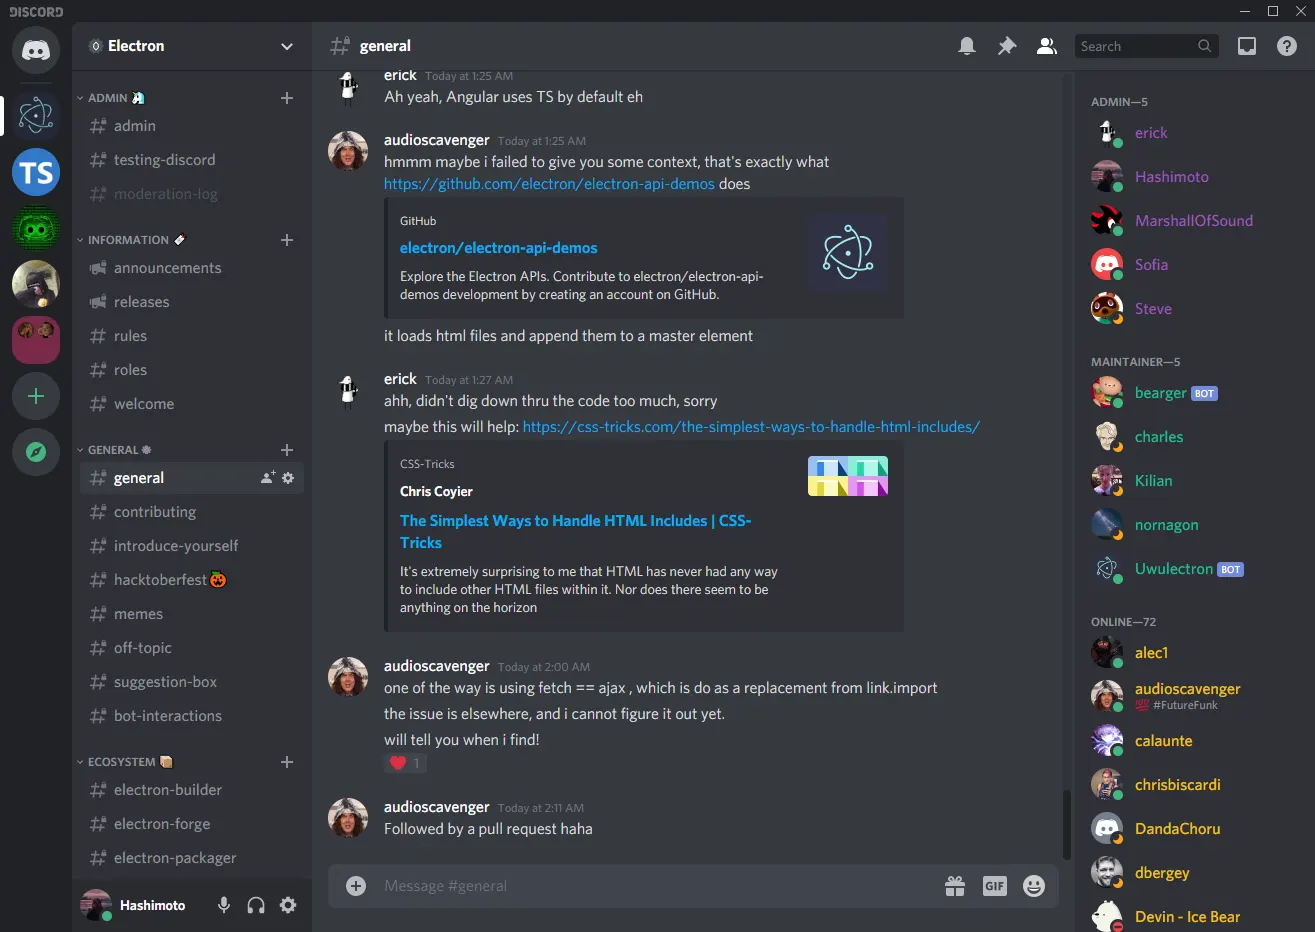 DISCORD
Electron
ADMIN
admin
testing-discord
moderation-log
INFORMATION
announcements
releases
rules
roles
welcome
GENERAL
general
contributing
introduce-yourself
hacktoberfest
memes
off-topic
suggestion-box
bot-interactions
ECOSYSTEM
electron-builder
electron-forge
electron-packager
Hashimoto
TS
general
Search
erick Today at 1:25 AM
Ah yeah, Angular uses TS by default eh
audioscavenger Today at 1:25 AM
hmmm maybe i failed to give you some context, that's exactly what
https://github.com/electron/electron-api-demos does
GitHub
electron/electron-api-demos
Explore the Electron APIs. Contribute to electron/electron-api-
demos development by creating an account on GitHub.
it loads html files and append them to a master element
erick Today at 1:27 AM
ahh, didn't dig down thru the code too much, sorry
maybe this will help: https://css-tricks.com/the-simplest-ways-to-handle-html-includes/
CSS-Tricks
Chris Coyier
The Simplest Ways to Handle HTML Includes | CSS-
Tricks
It's extremely surprising to me that HTML has never had any way
to include other HTML files within it. Nor does there seem to be
anything on the horizon
audioscavenger Today at 2:00 AM
one of the way is using fetch == ajax , which is do as a replacement from link.import
the issue is elsewhere, and i cannot figure it out yet.
will tell you when i find!
1
audioscavenger Today at 2:11 AM
Followed by a pull request haha
Message #general
GIF
ADMIN—5
erick
Hashimoto
MarshallOfSound
Sofia
Steve
MAINTAINER—5
bearger BOT
charles
Kilian
nornagon
Uwulectron BOT
ONLINE—72
alec1
audioscavenger
#FutureFunk
calaunte
chrisbiscardi
DandaChoru
dbergey
Devin - Ice Bear